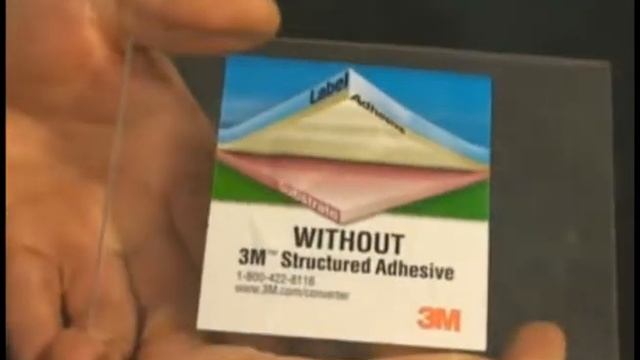 Label
Adhesive
Substrate
WITHOUT
3M™ Structured Adhesive
1-800-422-8116
www.3M.com/converter
3M